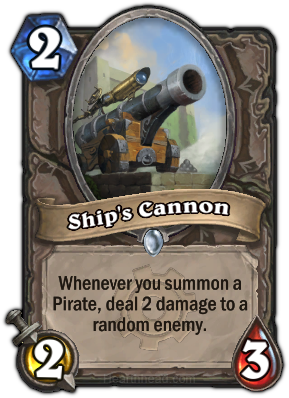 2
Ship's Cannon
Whenever you summon a
Pirate, deal 2 damage to a
random enemy.
2
3